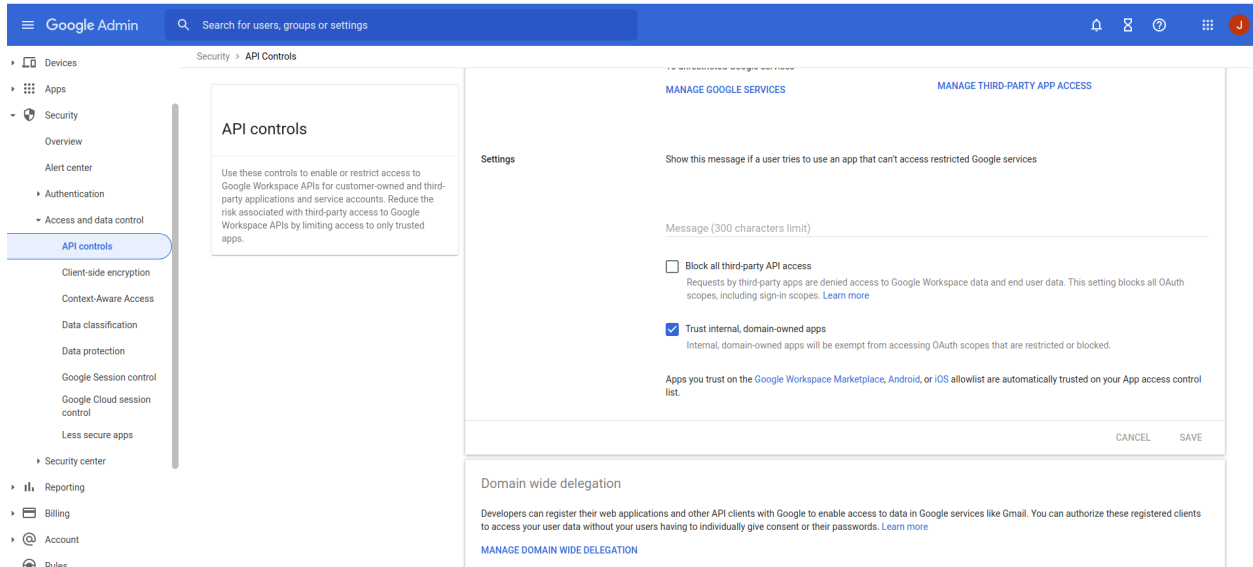 Google Admin
Search for users, groups or settings
J
Devices
Apps
Security
Overview
Alert center
Authentication
Access and data control
API controls
Client-side encryption
Context-Aware Access
Data classification
Data protection
Google Session control
Google Cloud session
control
Less secure apps
Security center
Reporting
Billing
Account
Rules
Security > API Controls
API controls
Use these controls to enable or restrict access to
Google Workspace APIs for customer-owned and third-
party applications and service accounts. Reduce the
risk associated with third-party access to Google
Workspace APIs by limiting access to only trusted
apps.
To unrestricted Google services
MANAGE GOOGLE SERVICES
MANAGE THIRD-PARTY APP ACCESS
Settings
Show this message if a user tries to use an app that can't access restricted Google services
Message (300 characters limit)
Block all third-party API access
Requests by third-party apps are denied access to Google Workspace data and end user data. This setting blocks all OAuth
scopes, including sign-in scopes. Learn more
Trust internal, domain-owned apps
Internal, domain-owned apps will be exempt from accessing OAuth scopes that are restricted or blocked.
Apps you trust on the Google Workspace Marketplace, Android, or iOS allowlist are automatically trusted on your App access control
list.
CANCEL
SAVE
Domain wide delegation
Developers can register their web applications and other API clients with Google to enable access to data in Google services like Gmail. You can authorize these registered clients
to access your user data without your users having to individually give consent or their passwords. Learn more
MANAGE DOMAIN WIDE DELEGATION